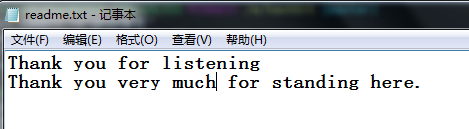 readme.txt - 记事本
文件(F) 编辑(E) 格式(O) 查看(V) 帮助(H)
Thank you for listening
Thank you very much for standing here.